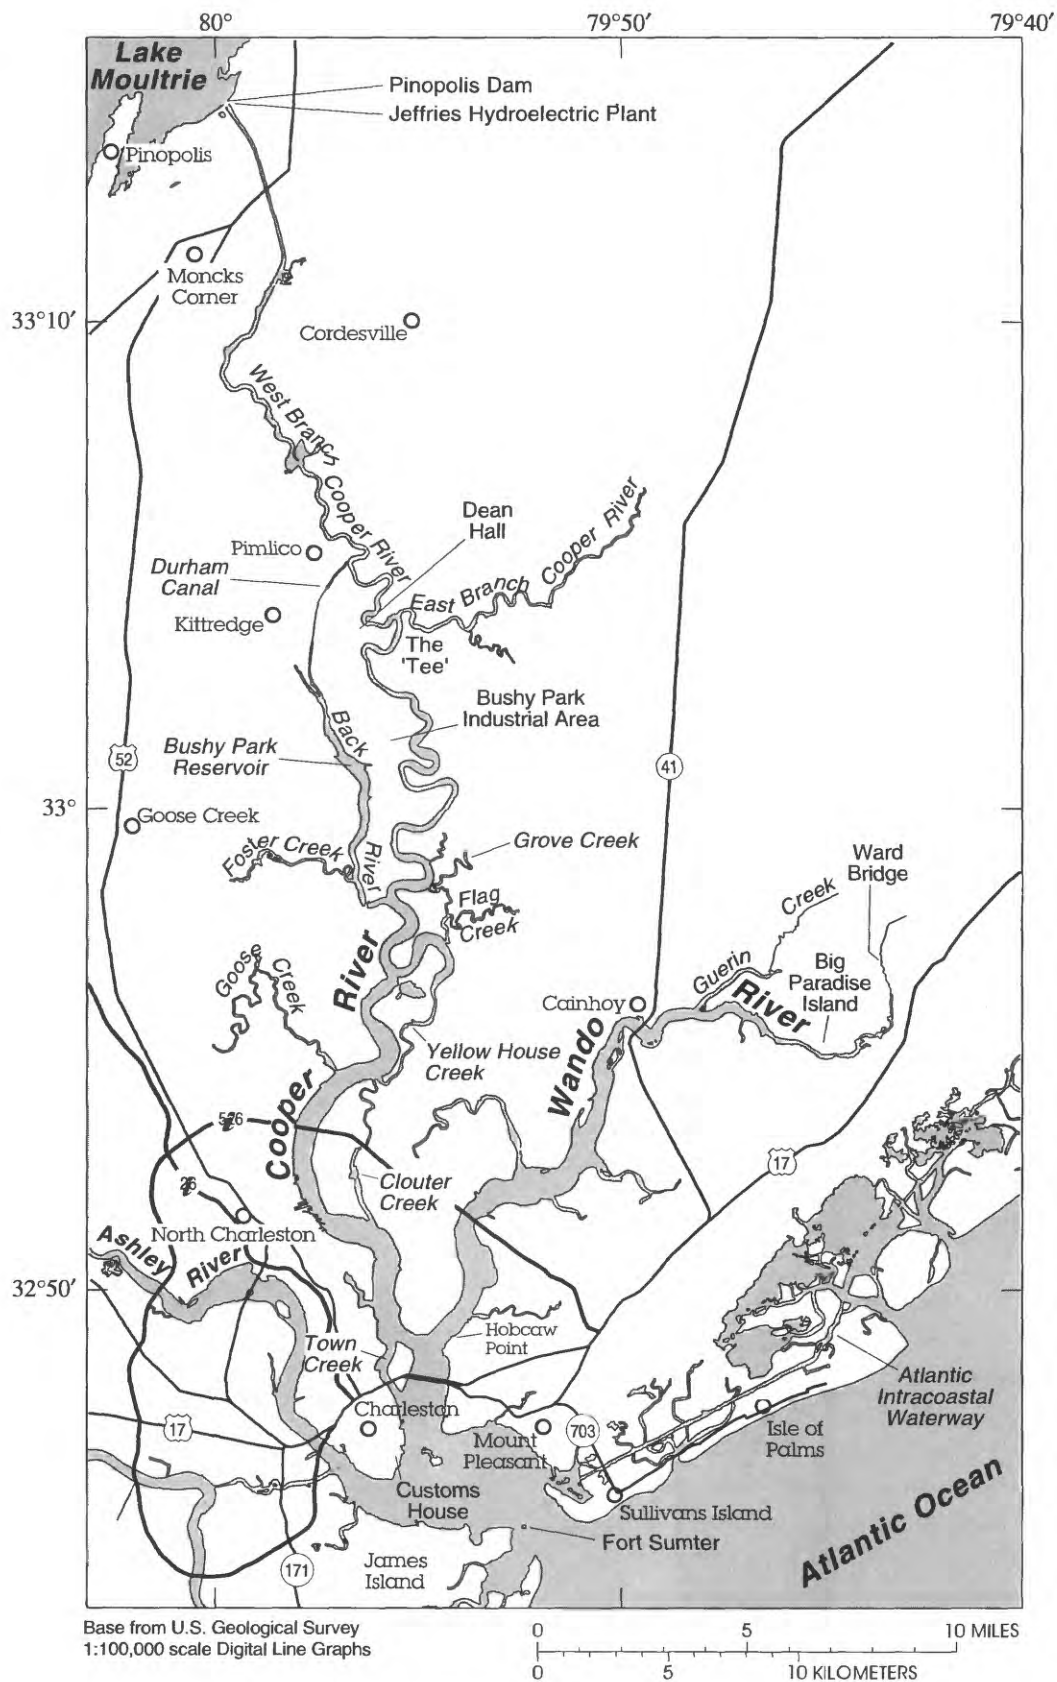 80°
79°50′
79°40′
Lake
Moultrie
Pinopolis Dam
Jeffries Hydroelectric Plant
Pinopolis
Moncks
Corner
33°10′
Cordesville
West Branch
Cooper River
Dean
Hall
East Branch Cooper River
Pimlico
Durham
Canal
Kittredge
The
'Tee'
Bushy Park
Industrial Area
Back
River
Bushy Park
Reservoir
52
41
33°
Goose Creek
Foster Creek
Grove Creek
Ward
Bridge
Flag
Creek
Guerin
Creek
Goose
Creek
Big
Paradise
Island
Cainhoy
Wando
River
Cooper
River
Yellow House
Creek
526
17
26
Clouter
Creek
North Charleston
Ashley
River
32°50′
Hobcaw
Point
Town
Creek
Atlantic
Intracoastal
Waterway
Charleston
17
703
Mount
Pleasant
Isle of
Palms
Customs
House
Sullivans Island
Fort Sumter
Atlantic Ocean
James
Island
171
Base from U.S. Geological Survey
1:100,000 scale Digital Line Graphs
0 5 10 MILES
0 5 10 KILOMETERS